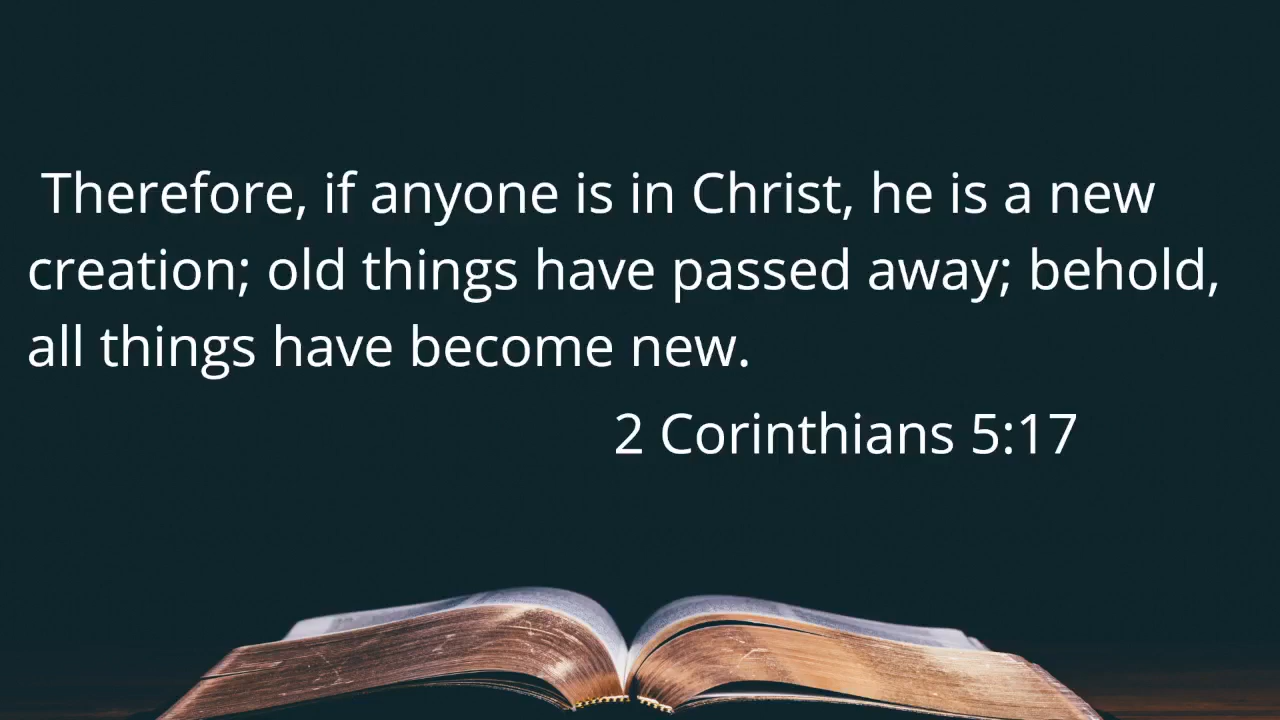 Therefore, if anyone is in Christ, he is a new
creation; old things have passed away; behold,
all things have become new.
2 Corinthians 5:17